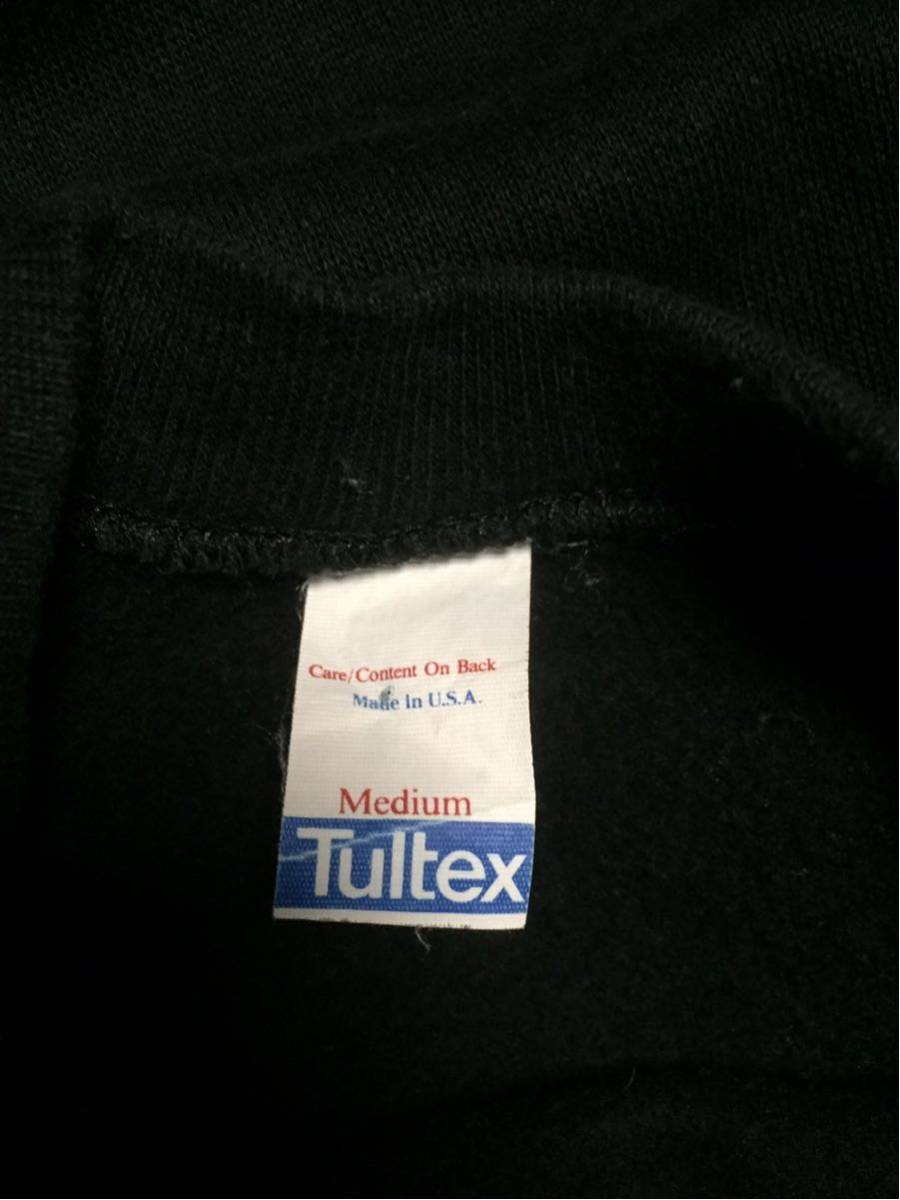 Care/Content On Back
Made In U.S.A.
Medium
Tultex